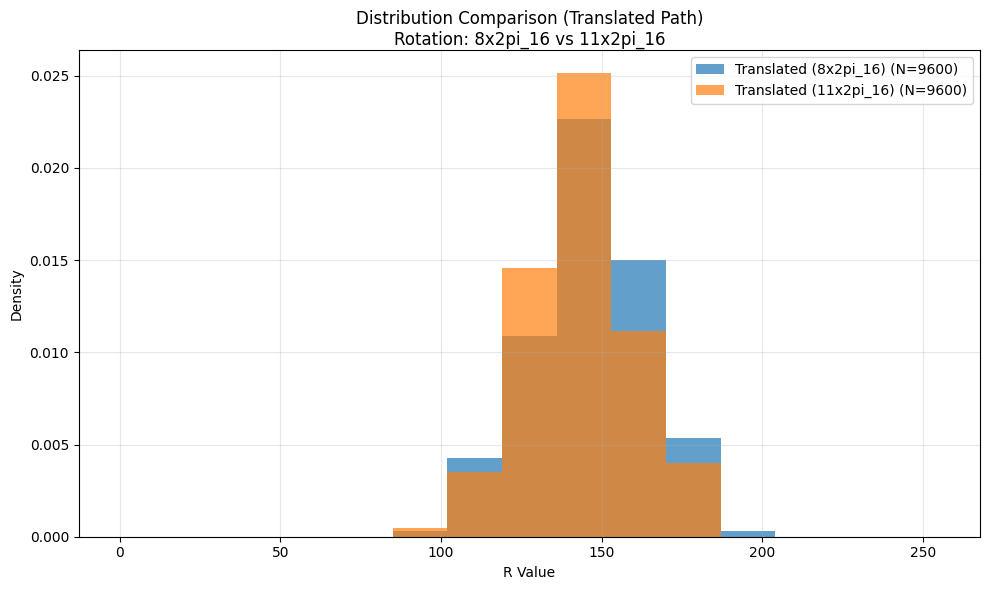 Distribution Comparison (Translated Path)
Rotation: 8x2pi_16 vs 11x2pi_16
Translated (8x2pi_16) (N=9600)
Translated (11x2pi_16) (N=9600)
Density
0.025
0.020
0.015
0.010
0.005
0.000
0 50 100 150 200 250
R Value